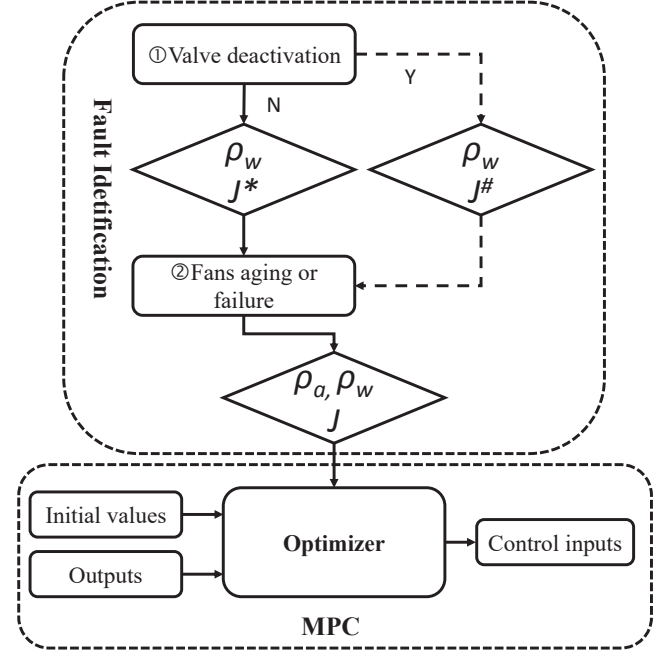 ①Valve deactivation
Y
N
Fault Idetification
ρw
J*
ρw
J#
②Fans aging or
failure
ρa, ρw
J
Initial values
Optimizer
Control inputs
Outputs
MPC